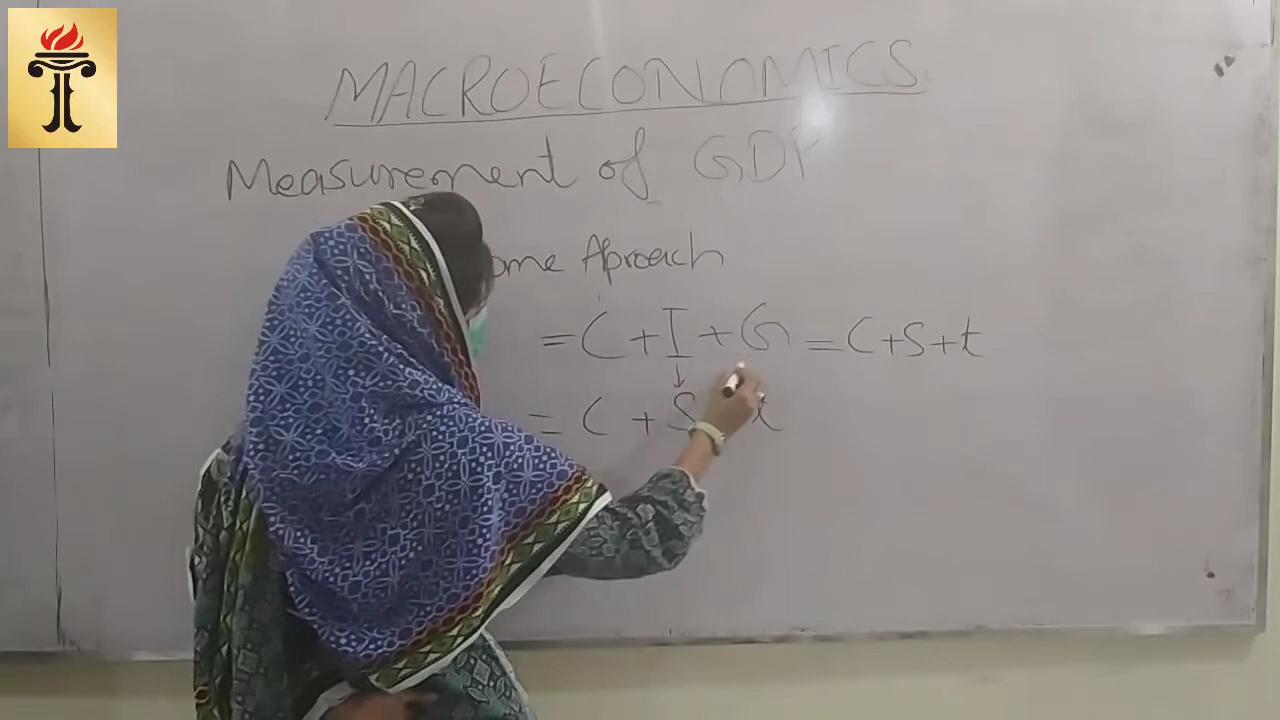 MACROECONOMICS.
Measurement of GDP
ome Aproach
= C + I + G = C + S + t
= C + S t